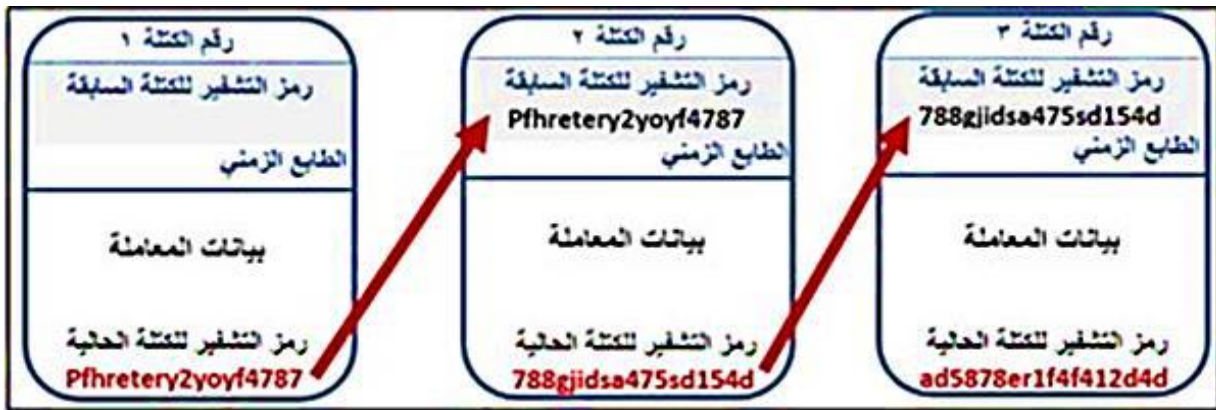 رقم الكتلة ١
رمز التشفير للكتلة السابقة
الطابع الزمني
بيانات المعاملة
رمز التشفير للكتلة الحالية
Pfhretery2yoyf4787
رقم الكتلة ٢
رمز التشفير للكتلة السابقة
Pfhretery2yoyf4787
الطابع الزمني
بيانات المعاملة
رمز التشفير للكتلة الحالية
788gjidsa475sd154d
رقم الكتلة ٣
رمز التشفير للكتلة السابقة
788gjidsa475sd154d
الطابع الزمني
بيانات المعاملة
رمز التشفير للكتلة الحالية
ad5878er1f4f412d4d